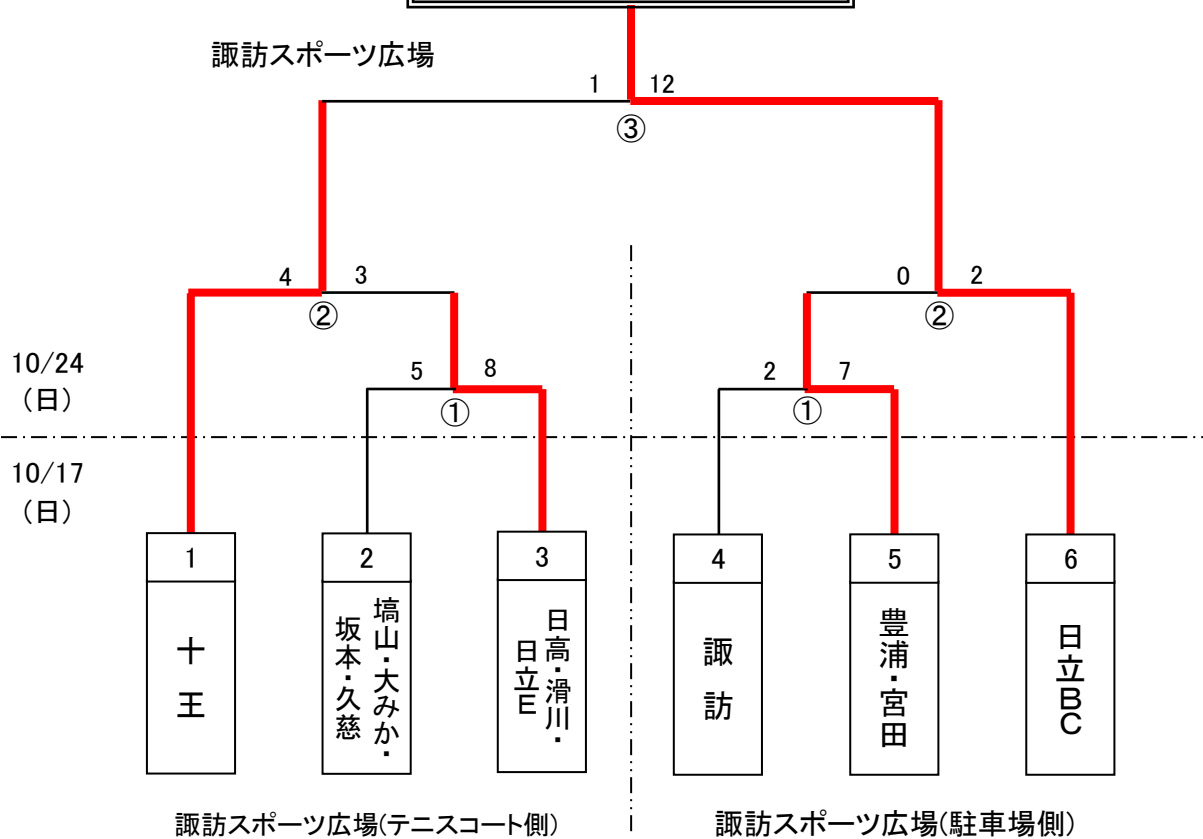 諏訪スポーツ広場
1 12
③
4 3
0 2
②
②
10/24
(日)
5 8
2 7
①
①
10/17
(日)
1
2
3
4
5
6
十王
塙山・大みか・
坂本・久慈
日高・滑川・
日立E
諏訪
豊浦・宮田
日立BC
諏訪スポーツ広場(テニスコート側)
諏訪スポーツ広場(駐車場側)